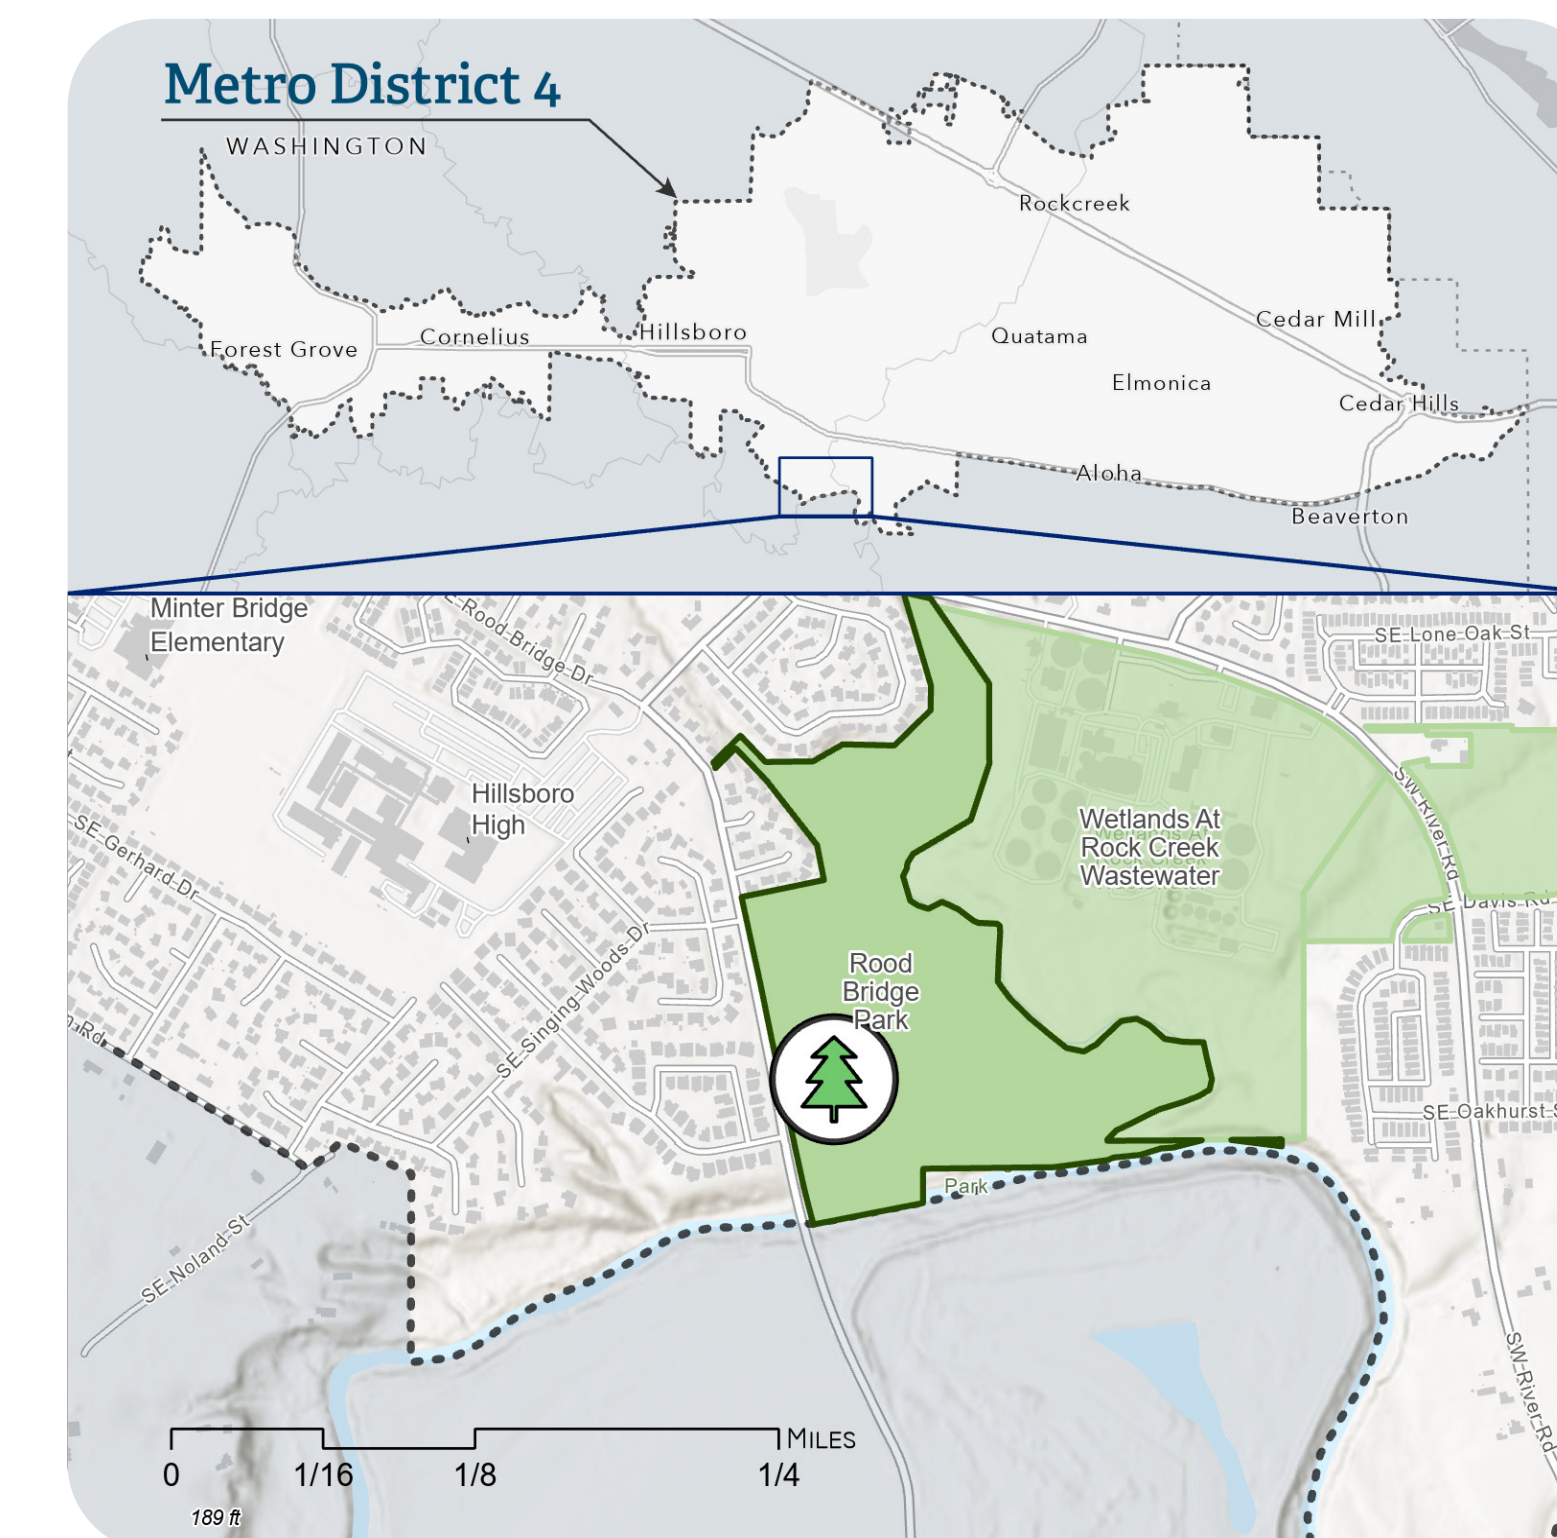 Metro District 4
WASHINGTON
Rockcreek
Cedar Mill
Hillsboro
Cornelius
Quatama
Forest Grove
Elmonica
Cedar Hills
Aloha
Beaverton
Minter Bridge
Elementary
E-Rood-Bridge-Dr
SE-Lone-Oak-St
Hillsboro
High
SW-River-Rd
Wetlands At
Rock Creek
Wastewater
SE-Gerhard-Dr
SE-Davis-Rd
SE-Singing-Woods-Dr
Rood
Bridge
Park
Rd
SE-Oakhurst-S
Park
SE-Noland-St
SW-River-Rd
MILES
0 1/16 1/8 1/4
189 ft